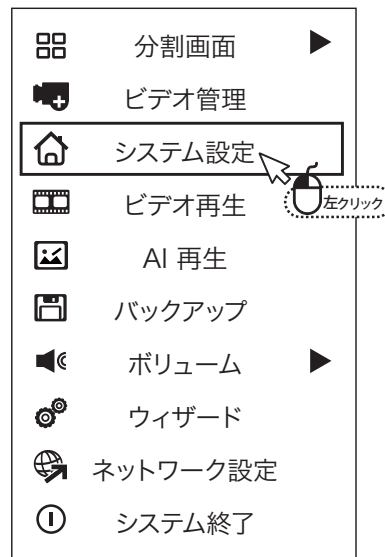 分割画面
ビデオ管理
システム設定
左クリック
ビデオ再生
AI 再生
バックアップ
ボリューム
ウィザード
ネットワーク設定
システム終了